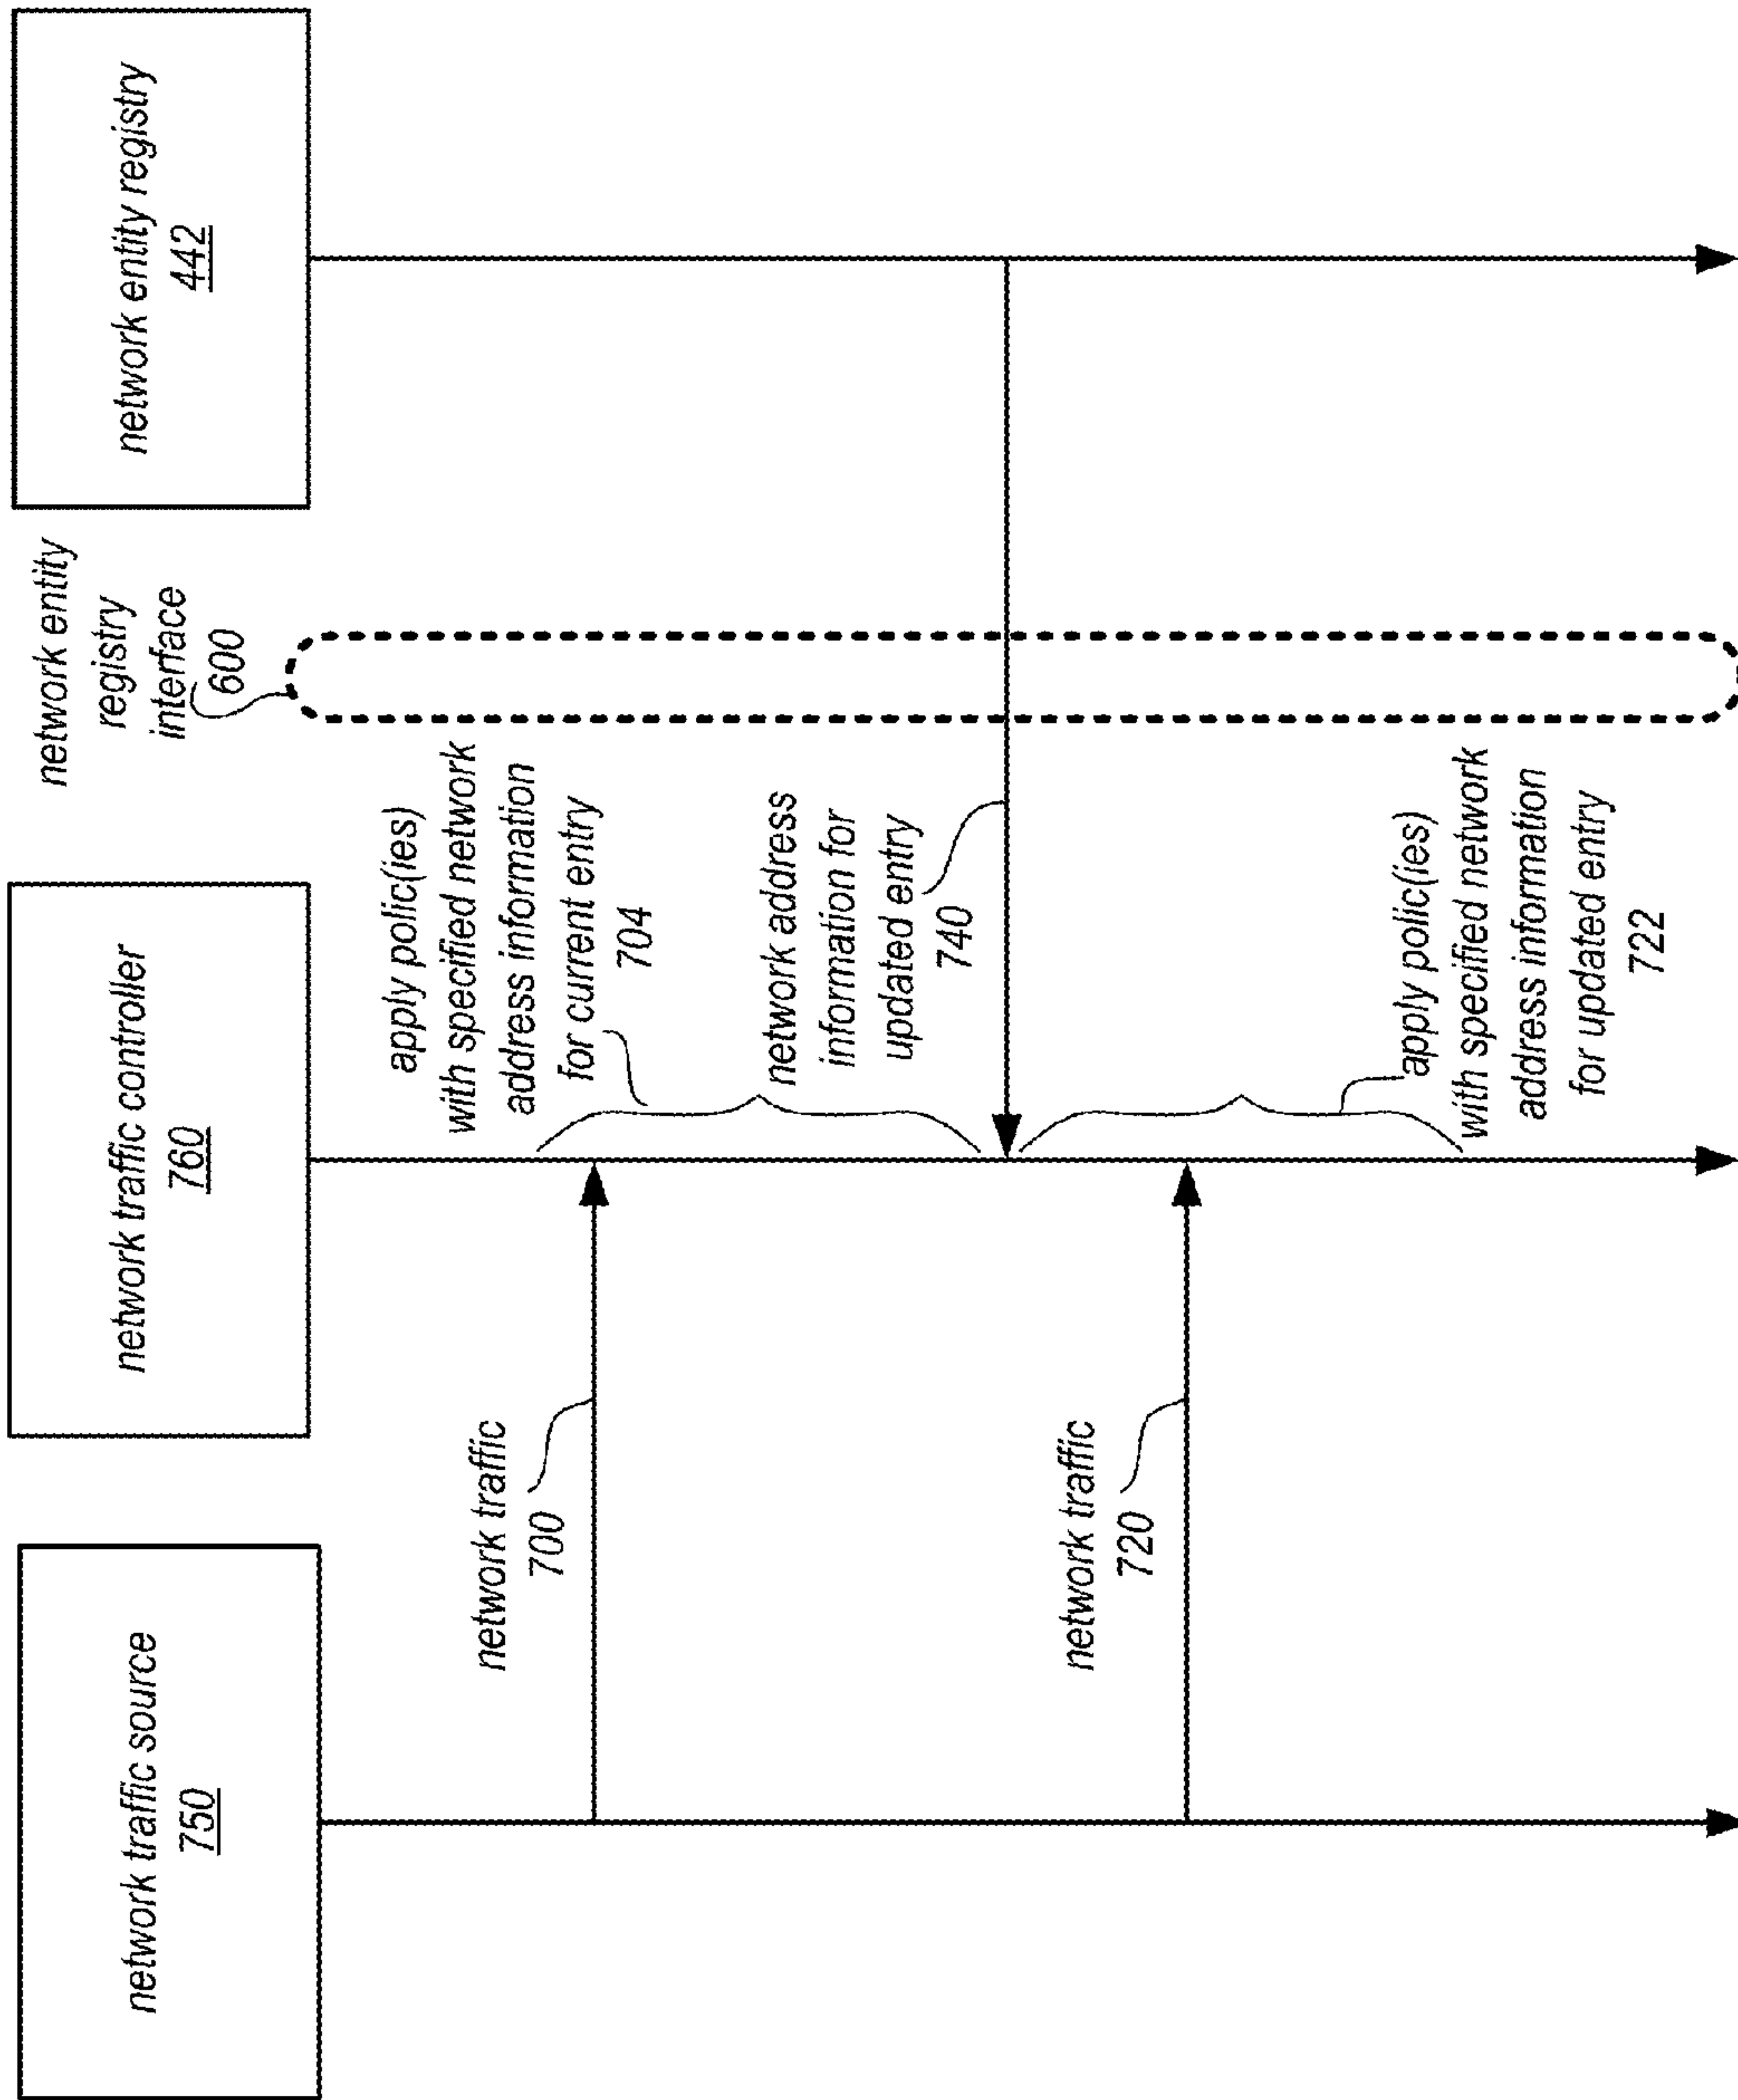 network traffic source
750
network traffic controller
760
network entity registry
442
network entity
registry
interface
600
network traffic
700
apply polic(ies)
with specified network
address information
for current entry
704
network address
information for
updated entry
740
network traffic
720
apply polic(ies)
with specified network
address information
for updated entry
722